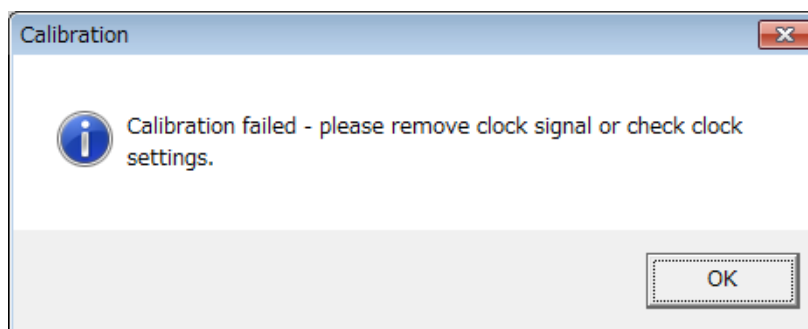 Calibration
Calibration failed - please remove clock signal or check clock
settings.
OK